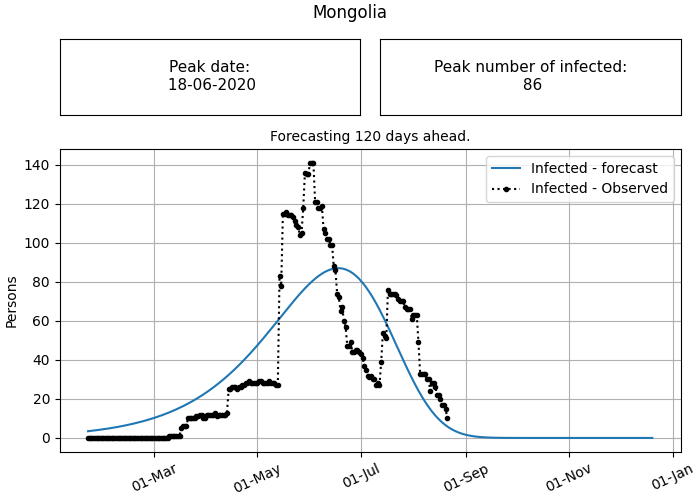 Mongolia
Peak date:
18-06-2020
Peak number of infected:
86
Forecasting 120 days ahead.
Infected - forecast
Infected - Observed
Persons
140
120
100
80
60
40
20
0
01-Mar
01-May
01-Jul
01-Sep
01-Nov
01-Jan